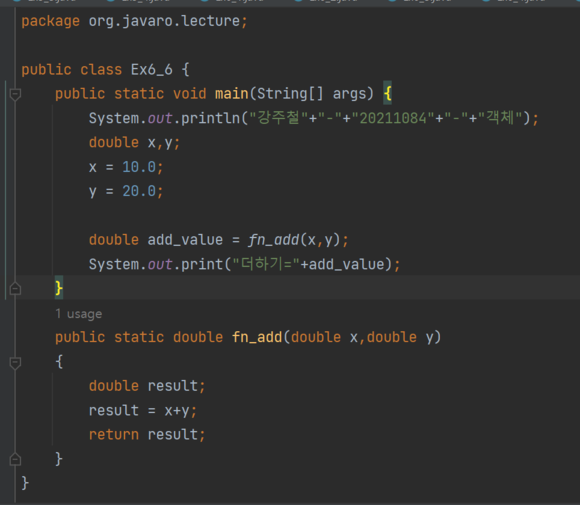 package org.javaro.lecture;
public class Ex6_6 {
public static void main(String[] args) {
System.out.println("강주철"+"-"+"20211084"+"-"+"객체");
double x,y;
x = 10.0;
y = 20.0;
double add_value = fn_add(x,y);
System.out.print("더하기="+add_value);
}
1 usage
public static double fn_add(double x,double y)
{
double result;
result = x+y;
return result;
}
}